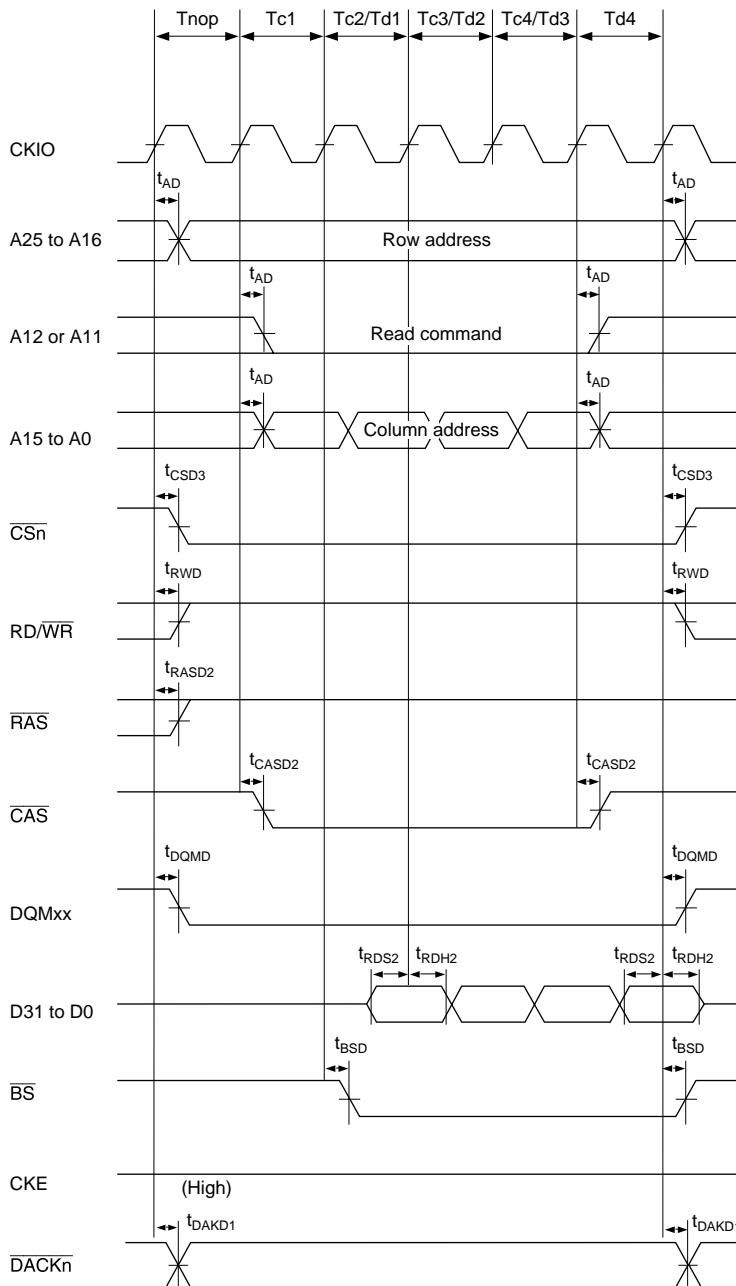 Tnop Tc1 Tc2/Td1 Tc3/Td2 Tc4/Td3 Td4
CKIO
tAD tAD
A25 to A16 Row address
tAD tAD
A12 or A11 Read command
tAD tAD
A15 to A0 Column address
tCSD3 tCSD3
CSn
tRWD tRWD
RD/WR
tRASD2
RAS
tCASD2 tCASD2
CAS
tDQMD tDQMD
DQMxx
tRDS2 tRDH2 tRDS2 tRDH2
D31 to D0
tBSD tBSD
BS
CKE (High)
tDAKD1 tDAKD1
DACKn